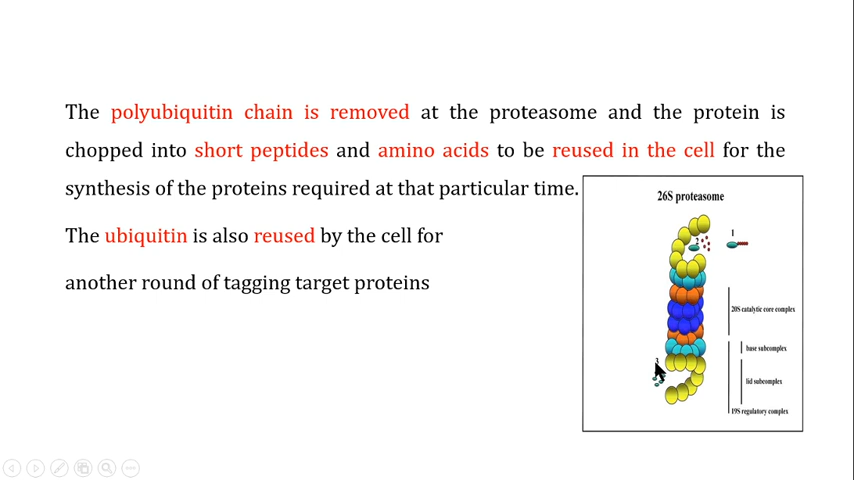 The polyubiquitin chain is removed at the proteasome and the protein is
chopped into short peptides and amino acids to be reused in the cell for the
synthesis of the proteins required at that particular time.
The ubiquitin is also reused by the cell for
another round of tagging target proteins
26S proteasome
1
2
20S catalytic core complex
base subcomplex
3
lid subcomplex
19S regulatory complex